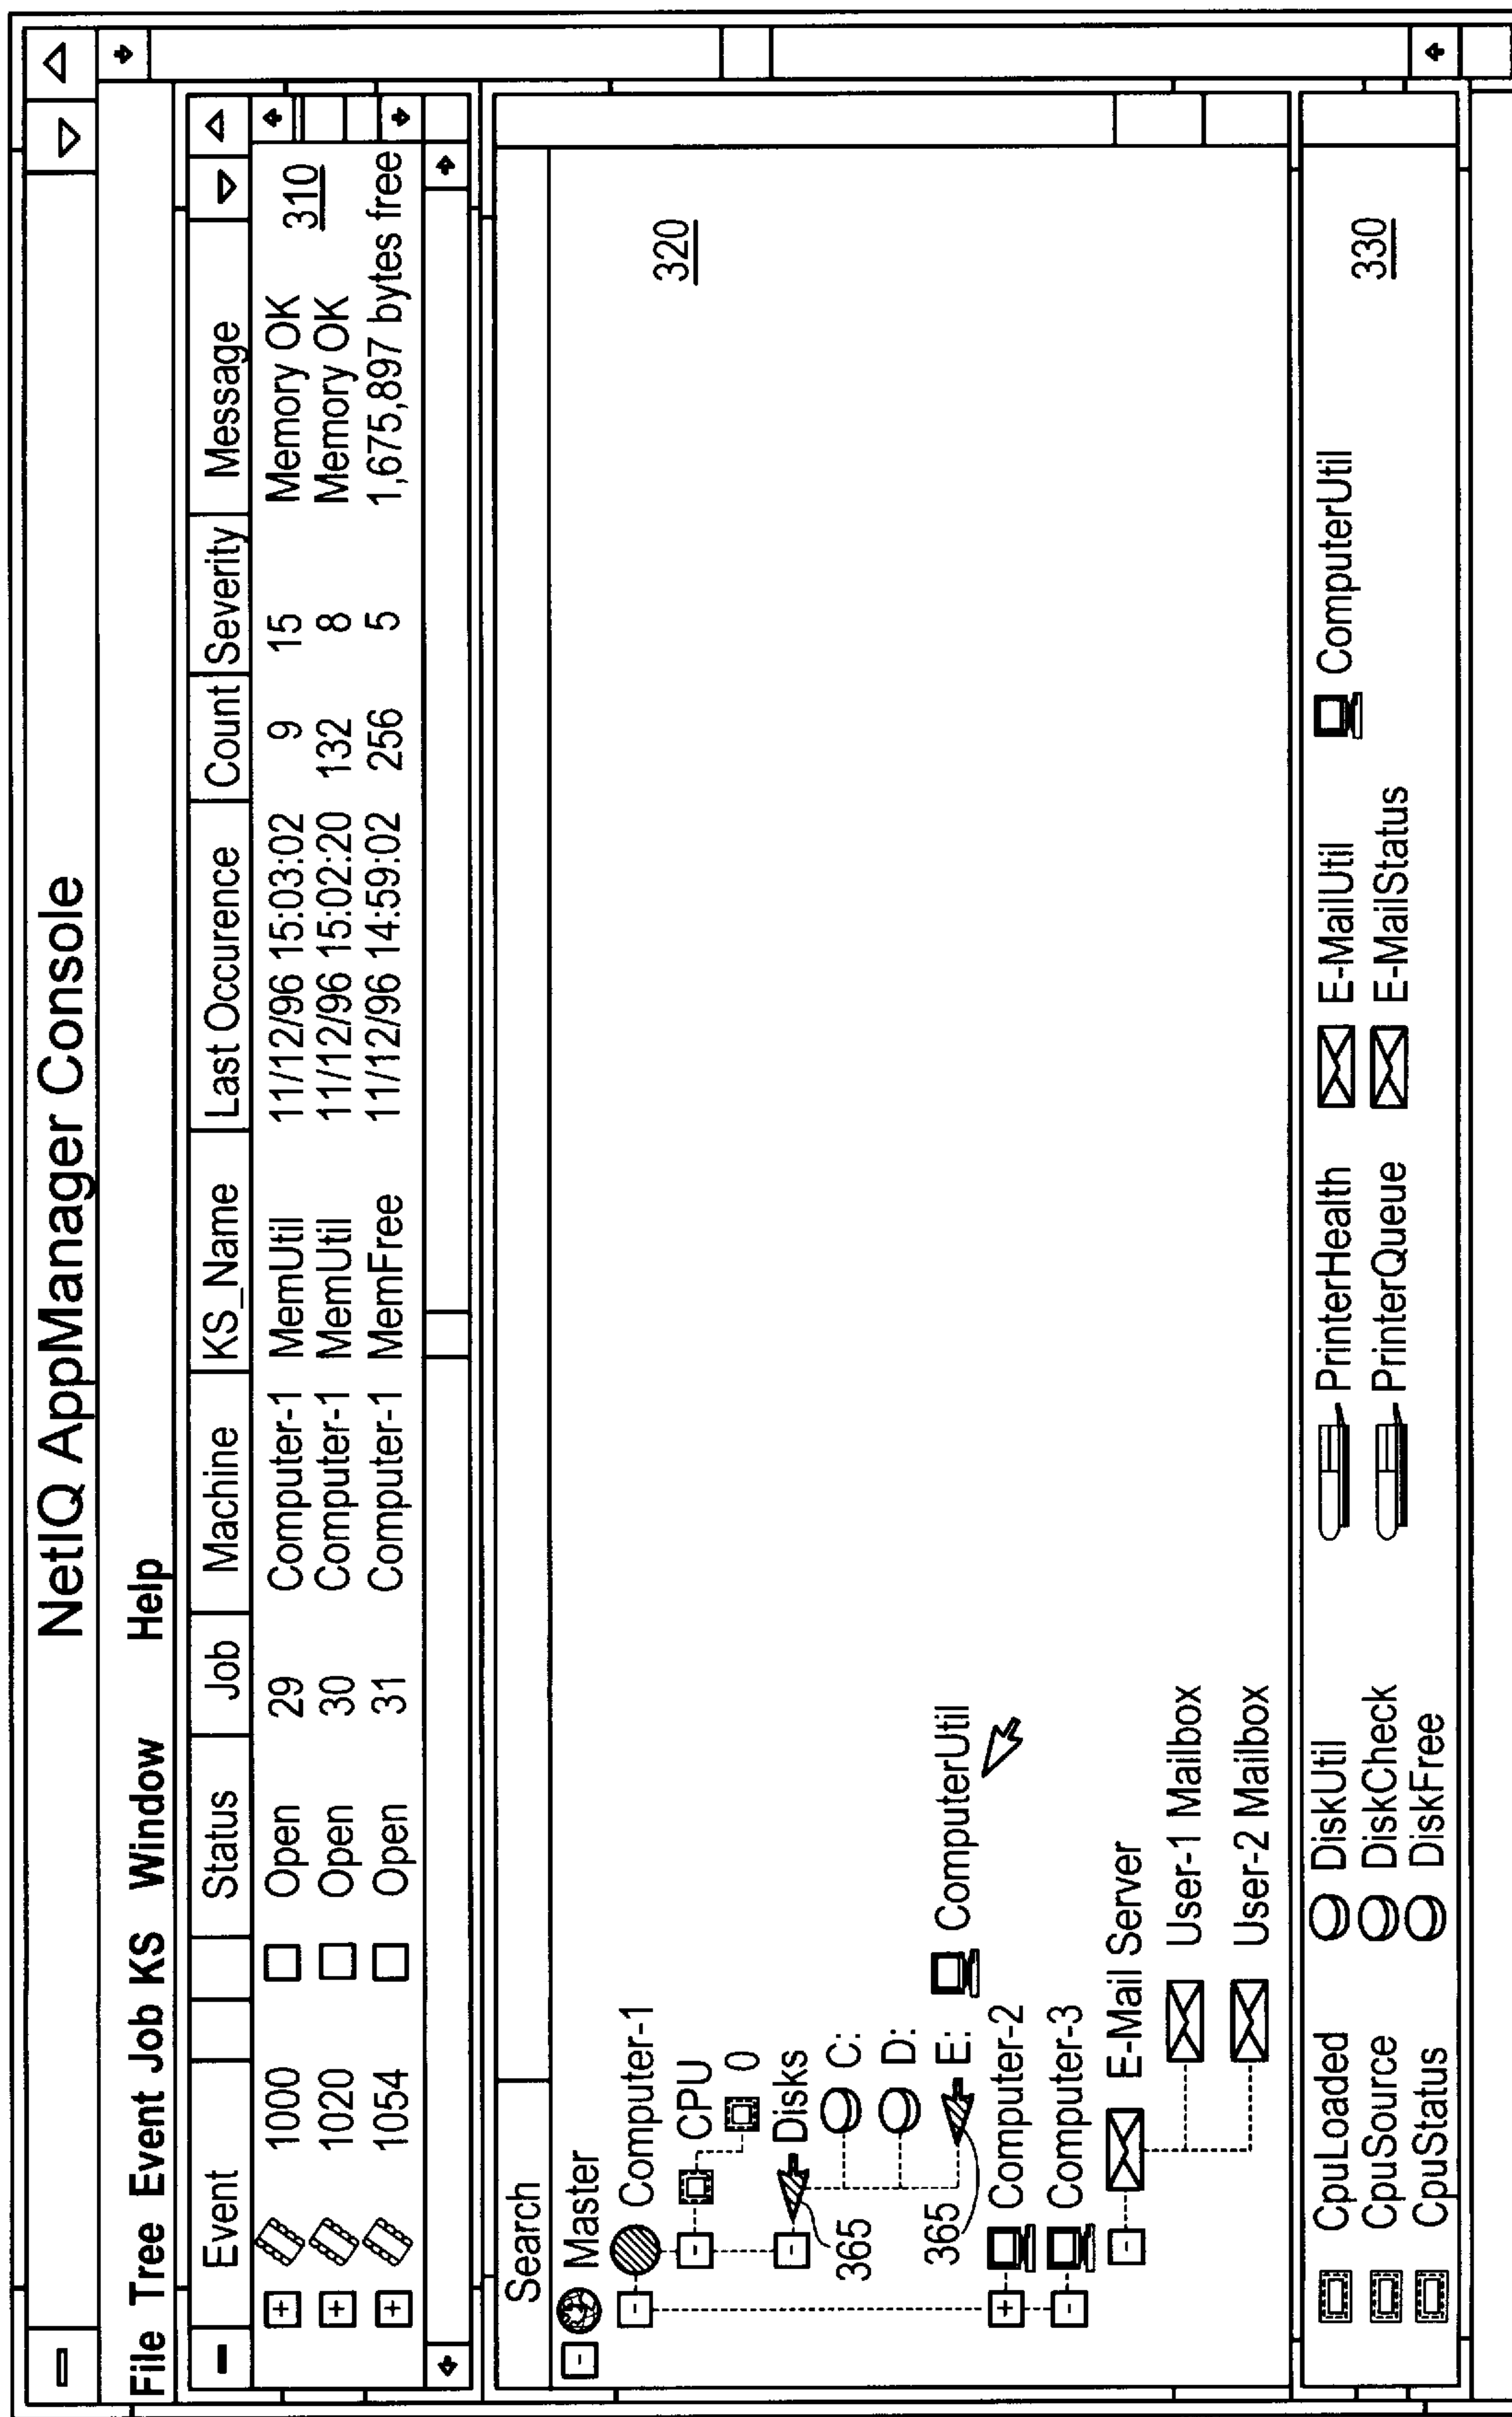 NetIQ AppManager Console
File Tree Event Job KS Window Help
Event Status Job Machine KS_Name Last Occurence Count Severity Message
+ 1000 Open 29 Computer-1 MemUtil 11/12/96 15:03:02 9 15 Memory OK
+ 1020 Open 30 Computer-1 MemUtil 11/12/96 15:02:20 132 8 Memory OK
+ 1054 Open 31 Computer-1 MemFree 11/12/96 14:59:02 256 5 1,675,897 bytes free
310
Search
320
- Master
- Computer-1
- CPU
0
- Disks
365
C:
D:
365
E:
ComputerUtil
+ Computer-2
- Computer-3
- E-Mail Server
User-1 Mailbox
User-2 Mailbox
CpuLoaded DiskUtil PrinterHealth E-MailUtil ComputerUtil
CpuSource DiskCheck PrinterQueue E-MailStatus
CpuStatus DiskFree
330